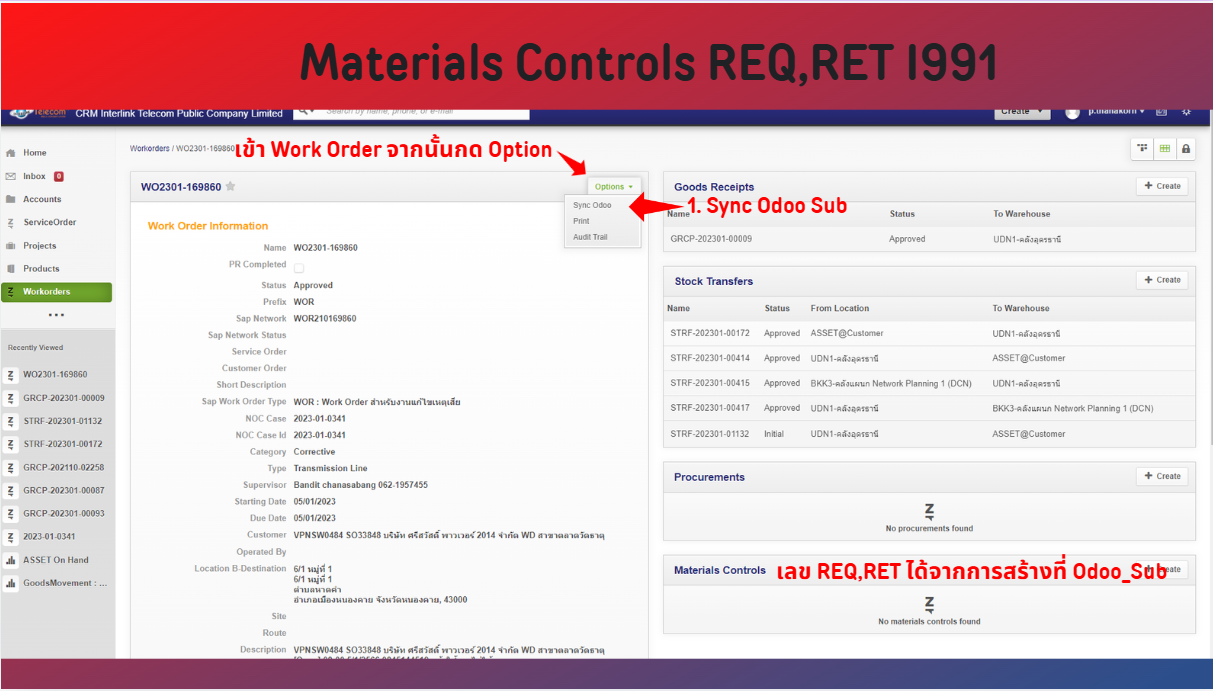 Materials Controls REQ,RET I991
Telecom CRM Interlink Telecom Public Company Limited Search by name, phone, or e-mail Create p.manakorn
Home
Inbox 0
Accounts
ServiceOrder
Projects
Products
Workorders
Recently Viewed
WO2301-169860
GRCP-202301-00009
STRF-202301-01132
STRF-202301-00172
GRCP-202110-02258
GRCP-202301-00087
GRCP-202301-00093
2023-01-0341
ASSET On Hand
GoodsMovement : ...
Workorders / WO2301-169860
เข้า Work Order จากนั้นกด Option
WO2301-169860
Options
Sync Odoo
Print
Audit Trail
1. Sync Odoo Sub
Work Order Information
Name WO2301-169860
PR Completed
Status Approved
Prefix WOR
Sap Network WOR210169860
Sap Network Status
Service Order
Customer Order
Short Description
Sap Work Order Type WOR : Work Order สำหรับงานแก้ไขเหตุเสีย
NOC Case 2023-01-0341
NOC Case Id 2023-01-0341
Category Corrective
Type Transmission Line
Supervisor Bandit chanasabang 062-1957455
Starting Date 05/01/2023
Due Date 05/01/2023
Customer VPNSW0484 SO33848 บริษัท ศรีสวัสดิ์ พาวเวอร์ 2014 จำกัด WD สาขาตลาดวัดธาตุ
Operated By
Location B-Destination 6/1 หมู่ที่ 1
6/1 หมู่ที่ 1
ตำบลหาดคำ
อำเภอเมืองหนองคาย จังหวัดหนองคาย, 43000
Site
Route
Description VPNSW0484 SO33848 บริษัท ศรีสวัสดิ์ พาวเวอร์ 2014 จำกัด WD สาขาตลาดวัดธาตุ
Goods Receipts
+ Create
Name Status To Warehouse
GRCP-202301-00009 Approved UDN1-คลังอุดรธานี
Stock Transfers
+ Create
Name Status From Location To Warehouse
STRF-202301-00172 Approved ASSET@Customer UDN1-คลังอุดรธานี
STRF-202301-00414 Approved UDN1-คลังอุดรธานี ASSET@Customer
STRF-202301-00415 Approved BKK3-คลังแผนก Network Planning 1 (DCN) UDN1-คลังอุดรธานี
STRF-202301-00417 Approved UDN1-คลังอุดรธานี BKK3-คลังแผนก Network Planning 1 (DCN)
STRF-202301-01132 Initial UDN1-คลังอุดรธานี ASSET@Customer
Procurements
+ Create
No procurements found
Materials Controls
เลข REQ,RET ได้จากการสร้างที่ Odoo_Sub
No materials controls found